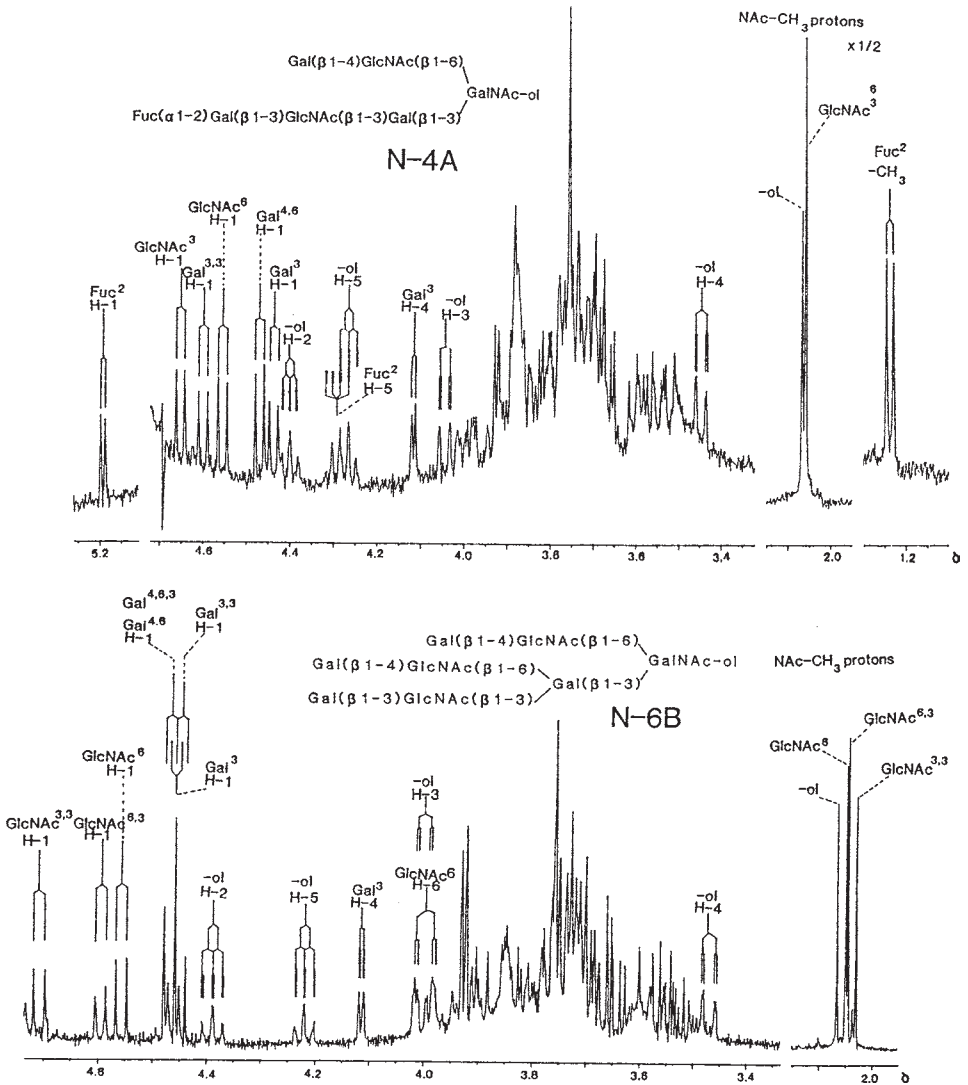 NAc-CH3 protons
x1/2
Gal(β1-4)GlcNAc(β1-6)
GalNAc-ol
Fuc(α1-2)Gal(β1-3)GlcNAc(β1-3)Gal(β1-3)
N-4A
GlcNAc 6 3
-ol
Fuc2
-CH3
GlcNAc6
H-1
Gal4,6
H-1
GlcNAc3
H-1
Gal3,3
H-1
Gal3
H-1
-ol
H-5
-ol
H-2
Fuc2
H-1
Gal3
H-4
-ol
H-3
-ol
H-4
Fuc2
H-5
5.2 4.6 4.4 4.2 4.0 3.8 3.6 3.4 2.0 1.2 δ
Gal4,6,3
Gal4,6
H-1
Gal3,3
H-1
Gal(β1-4)GlcNAc(β1-6)
GalNAc-ol
Gal(β1-4)GlcNAc(β1-6)
Gal(β1-3)
Gal(β1-3)GlcNAc(β1-3)
N-6B
NAc-CH3 protons
GlcNAc6,3
GlcNAc6
GlcNAc3,3
-ol
GlcNAc6
H-1
Gal3
H-1
GlcNAc3,3
H-1
GlcNAc6,3
H-1
-ol
H-3
-ol
H-2
-ol
H-5
Gal3
H-4
GlcNAc6
H-6
-ol
H-4
4.8 4.6 4.4 4.2 4.0 3.8 3.6 3.4 2.0 δ